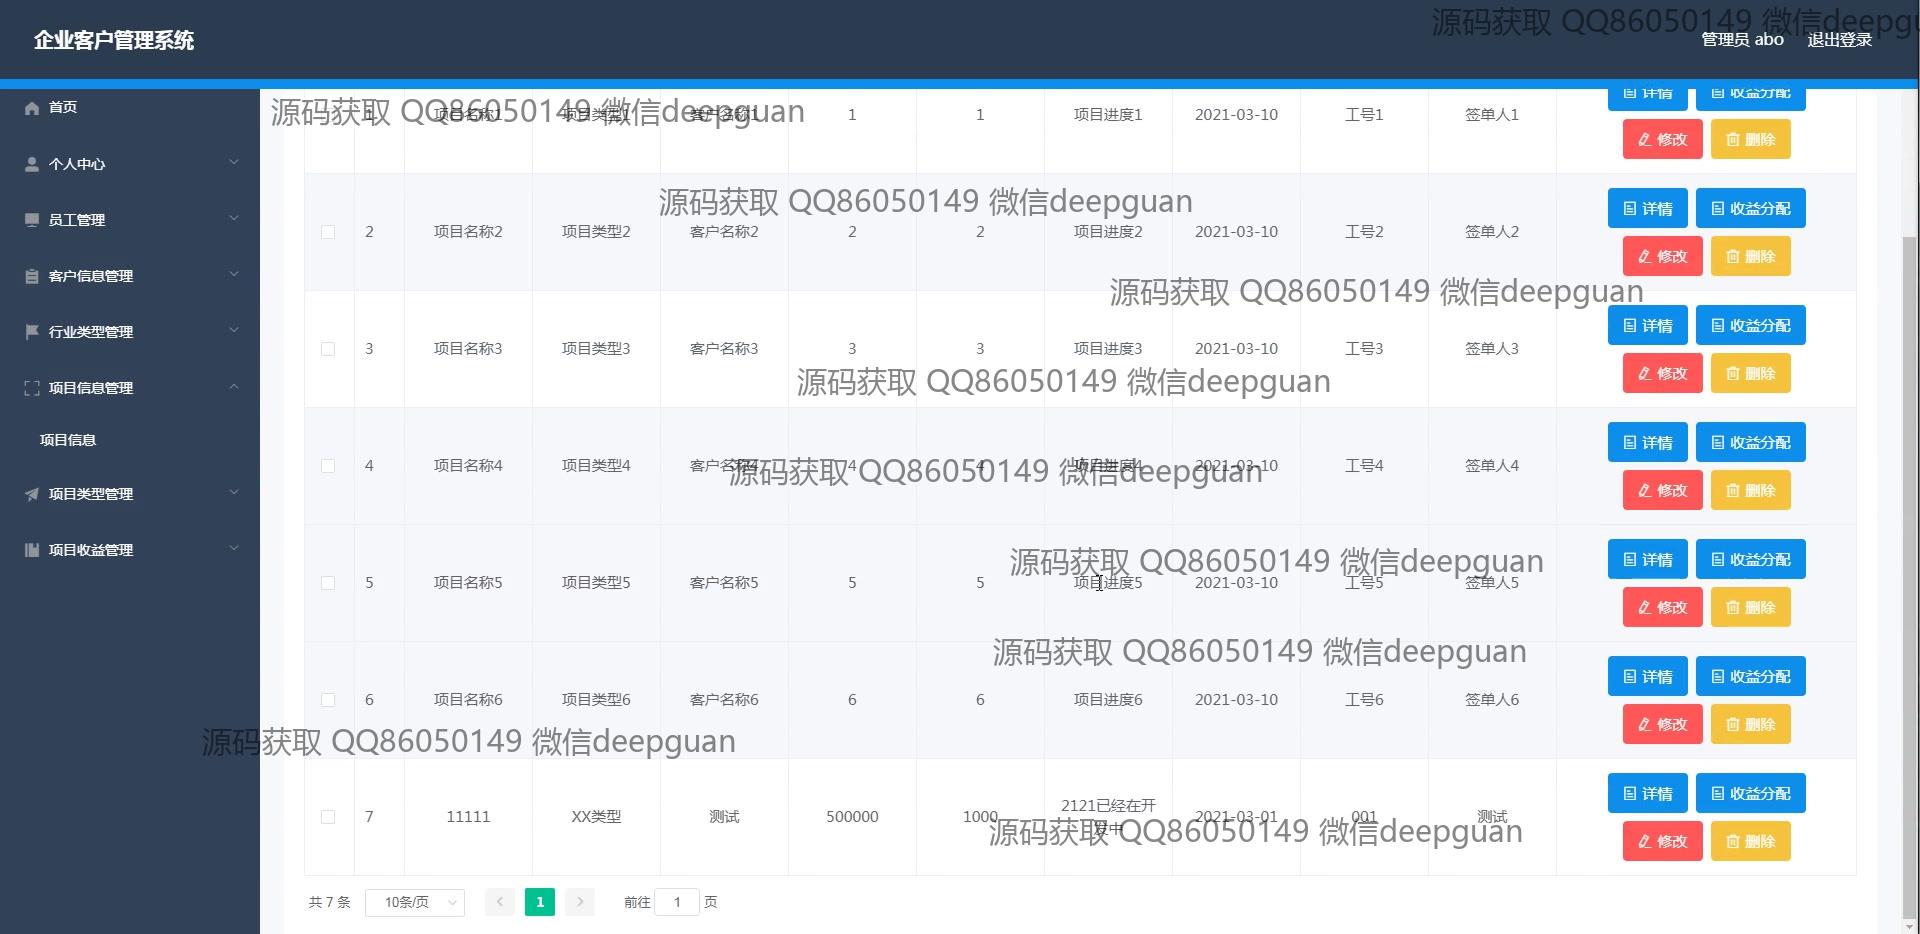 企业客户管理系统
源码获取 QQ86050149 微信deepgu
管理员 abo 退出登录
首页
个人中心
员工管理
客户信息管理
行业类型管理
项目信息管理
项目信息
项目类型管理
项目收益管理
源码获取 QQ86050149 微信deepguan
1 项目名称1 项目类型1 客户名称1 1 1 项目进度1 2021-03-10 工号1 签单人1 详情 收益分配
修改 删除
源码获取 QQ86050149 微信deepguan
2 项目名称2 项目类型2 客户名称2 2 2 项目进度2 2021-03-10 工号2 签单人2 详情 收益分配
修改 删除
源码获取 QQ86050149 微信deepguan
3 项目名称3 项目类型3 客户名称3 3 3 项目进度3 2021-03-10 工号3 签单人3 详情 收益分配
修改 删除
源码获取 QQ86050149 微信deepguan
4 项目名称4 项目类型4 客户名称4 4 4 项目进度4 2021-03-10 工号4 签单人4 详情 收益分配
修改 删除
源码获取 QQ86050149 微信deepguan
5 项目名称5 项目类型5 客户名称5 5 5 项目进度5 2021-03-10 工号5 签单人5 详情 收益分配
修改 删除
源码获取 QQ86050149 微信deepguan
6 项目名称6 项目类型6 客户名称6 6 6 项目进度6 2021-03-10 工号6 签单人6 详情 收益分配
修改 删除
源码获取 QQ86050149 微信deepguan
源码获取 QQ86050149 微信deepguan
7 11111 XX类型 测试 500000 1000 2121已经在开
发中 2021-03-01 001 测试 详情 收益分配
修改 删除
源码获取 QQ86050149 微信deepguan
共 7 条 10条/页 1 前往 1 页